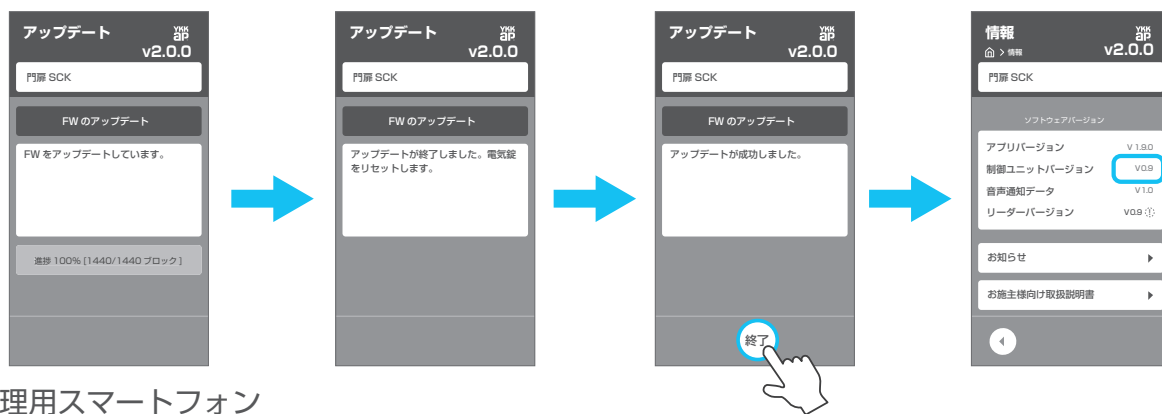 アップデート
YKK
ap
v2.0.0
門扉 SCK
FW のアップデート
FW をアップデートしています。
進捗 100% [1440/1440 ブロック]
アップデート
YKK
ap
v2.0.0
門扉 SCK
FW のアップデート
アップデートが終了しました。電気錠
をリセットします。
アップデート
YKK
ap
v2.0.0
門扉 SCK
FW のアップデート
アップデートが成功しました。
終了
情報
YKK
ap
> 情報
v2.0.0
門扉 SCK
ソフトウェアバージョン
アプリバージョン V 1.9.0
制御ユニットバージョン V0.9
音声通知データ V1.0
リーダーバージョン V0.9
お知らせ
お施主様向け取扱説明書
理用スマートフォン